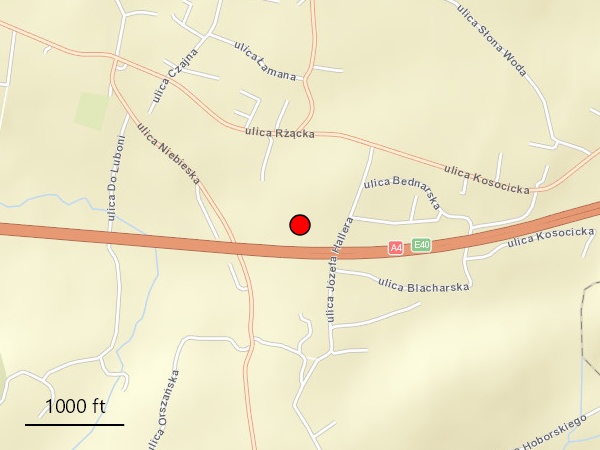 ulica Słona Woda
ulica Łamana
ulica Czajna
ulica Rżącka
ulica Niebieska
ulica Kosocicka
ulica Do Luboni
ulica Bednarska
A4
E40
ulica Kosocicka
ulica Józefa Hallera
ulica Blacharska
ulica Orszańska
1000 ft
a Hoborskiego